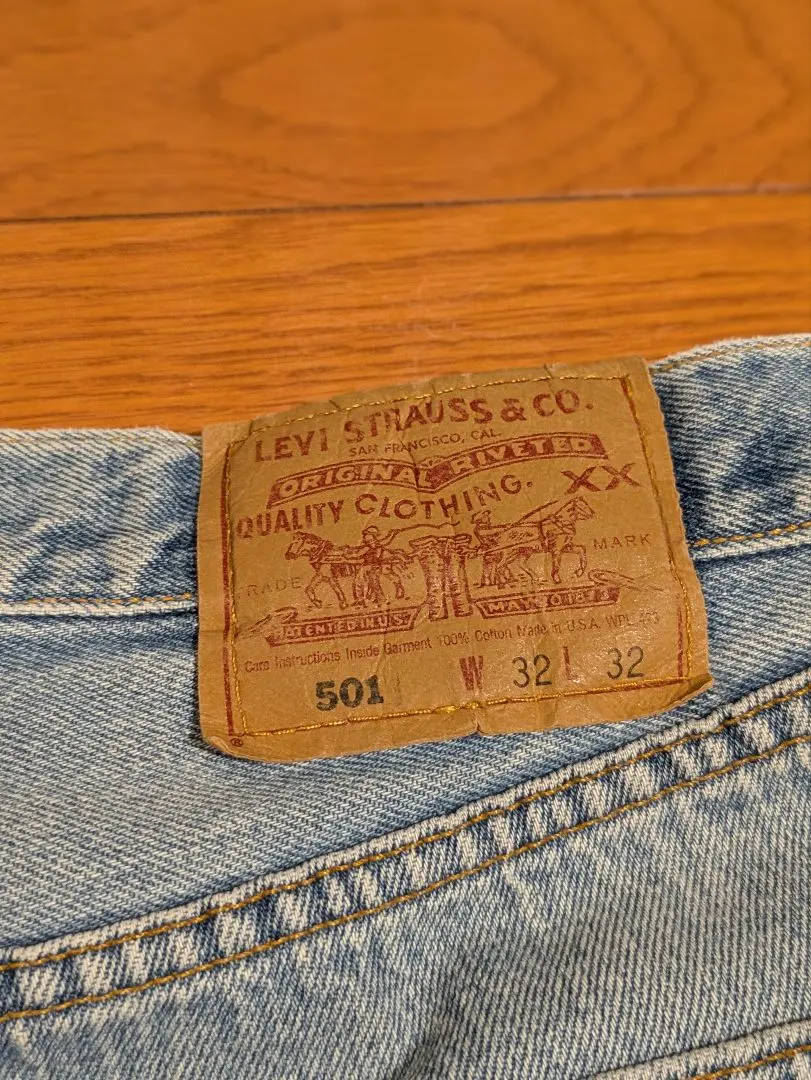 LEVI STRAUSS & CO.
SAN FRANCISCO, CAL.
ORIGINAL RIVETED
QUALITY CLOTHING. XX
TRADE MARK
PATENTED IN U.S. MAY 20 1873
Care Instructions Inside Garment 100% Cotton Made in U.S.A. WPL 423
501 W 32 L 32
®